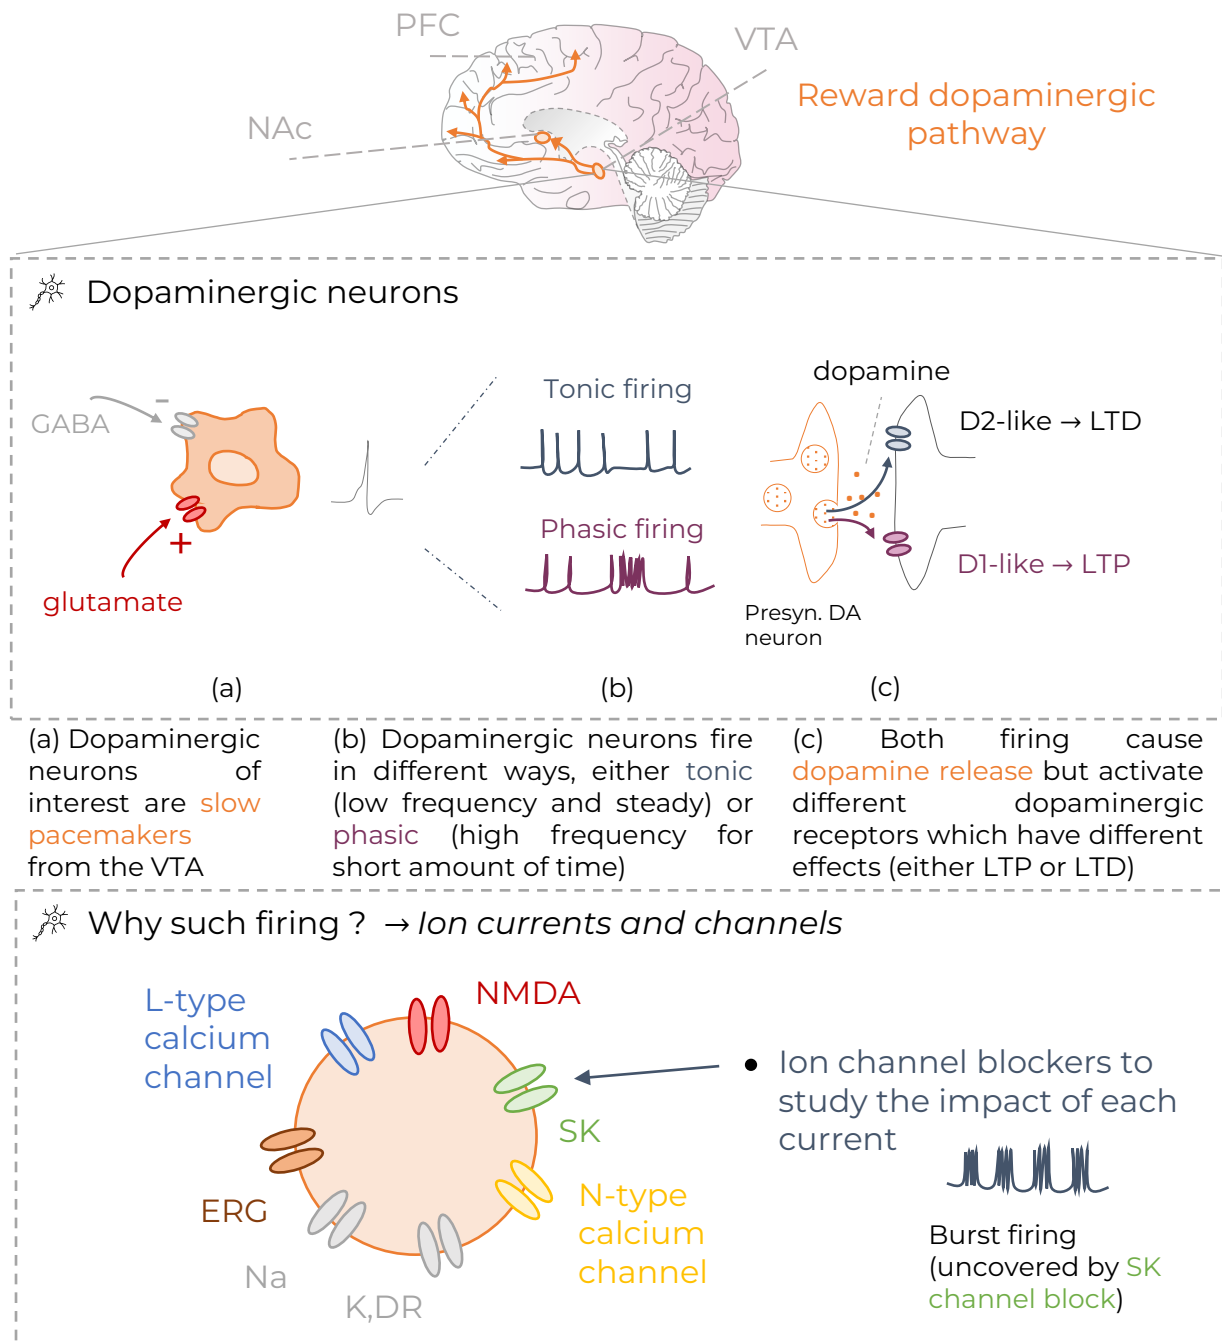 PFC
VTA
Reward dopaminergic
pathway
NAc
Dopaminergic neurons
dopamine
Tonic firing
GABA
−
D2-like → LTD
Phasic firing
+
D1-like → LTP
glutamate
Presyn. DA
neuron
(a)
(b)
(c)
(a) Dopaminergic
neurons of
interest are slow
pacemakers
from the VTA
(b) Dopaminergic neurons fire
in different ways, either tonic
(low frequency and steady) or
phasic (high frequency for
short amount of time)
(c) Both firing cause
dopamine release but activate
different dopaminergic
receptors which have different
effects (either LTP or LTD)
Why such firing ? → Ion currents and channels
L-type
calcium
channel
NMDA
• Ion channel blockers to
study the impact of each
current
SK
ERG
N-type
calcium
channel
Na
K,DR
Burst firing
(uncovered by SK
channel block)